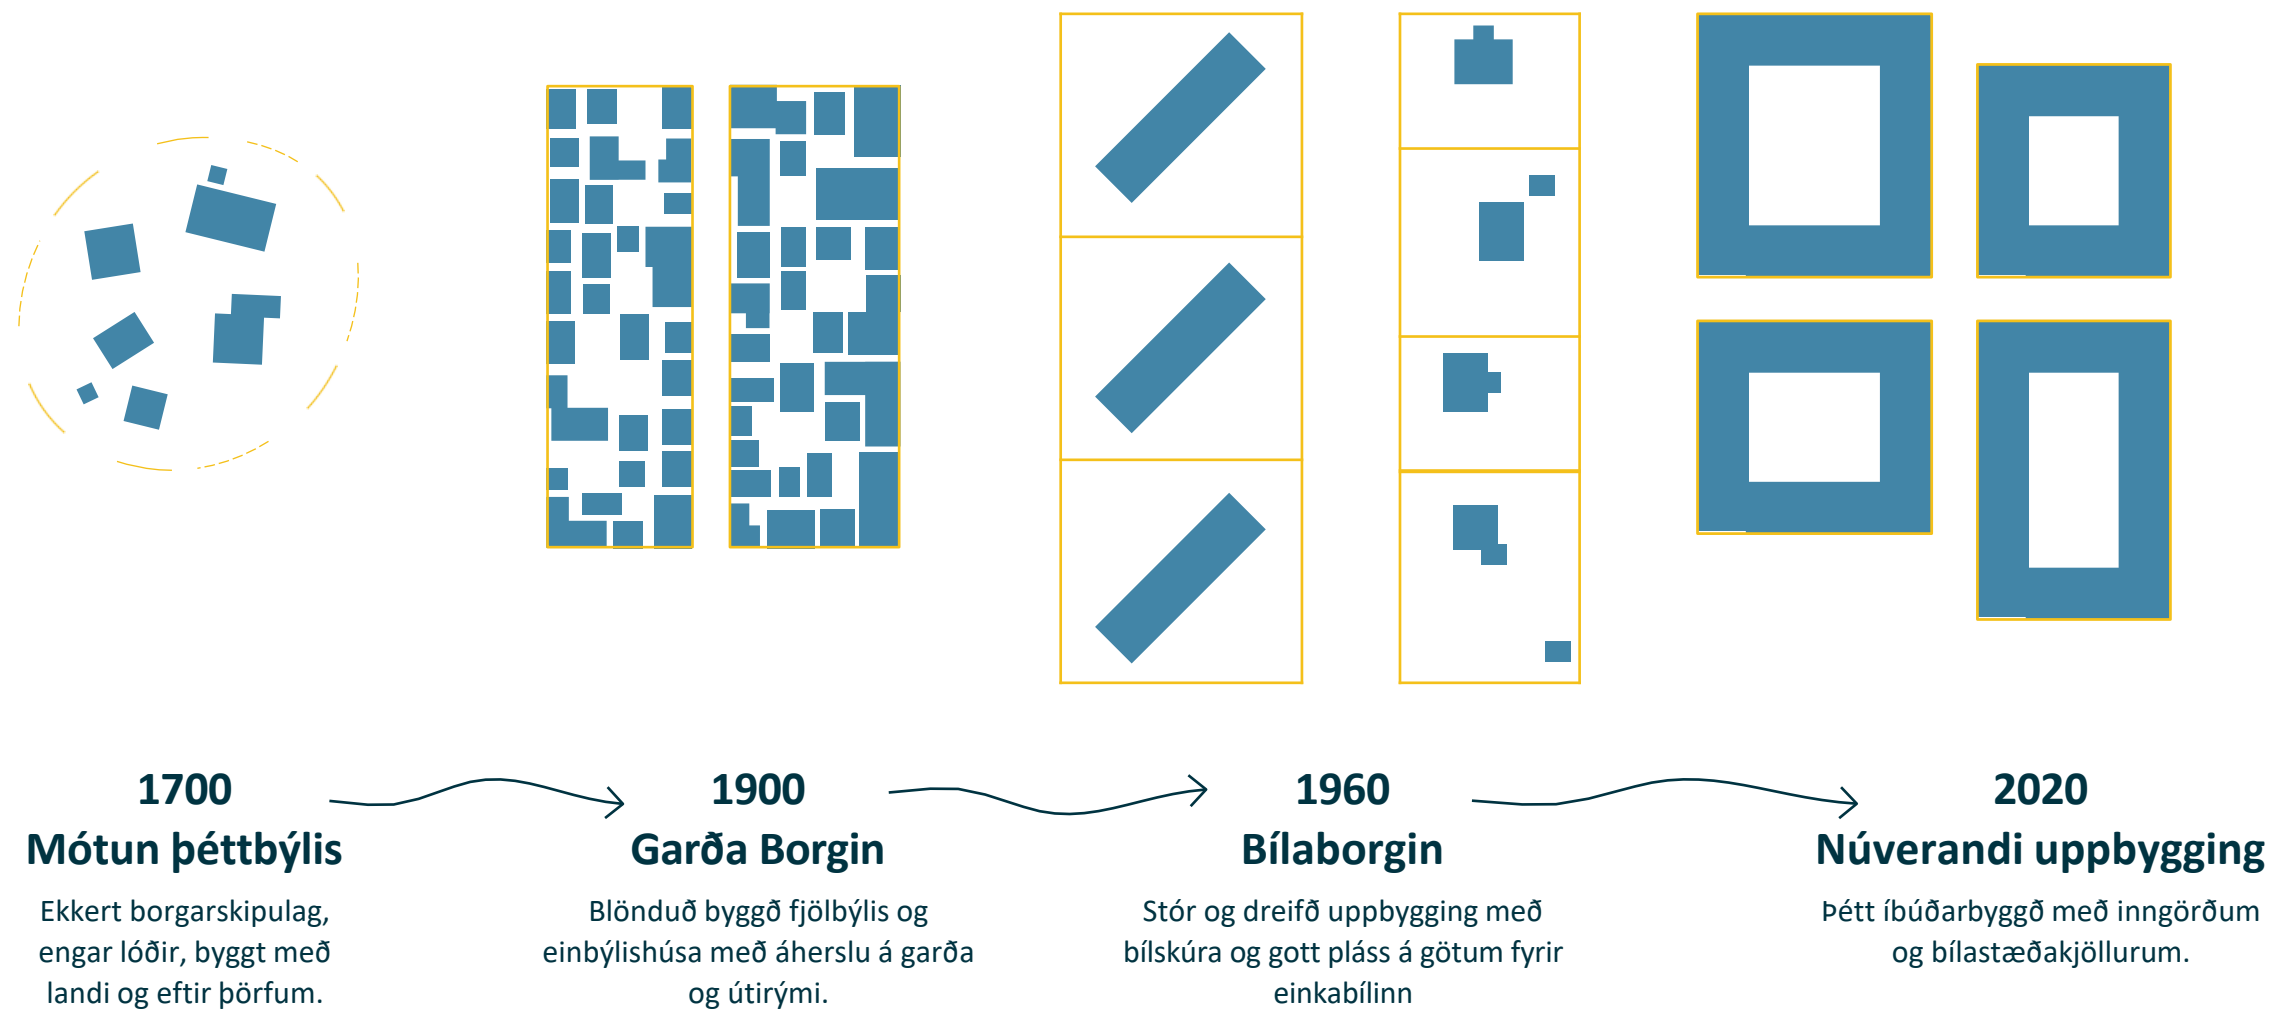 1700
Mótun þéttbýlis
Ekkert borgarskipulag,
engar lóðir, byggt með
landi og eftir þörfum.
1900
Garða Borgin
Blönduð byggð fjölbýlis og
einbýlishúsa með áherslu á garða
og útirými.
1960
Bílaborgin
Stór og dreifð uppbygging með
bílskúra og gott pláss á götum fyrir
einkabílinn
2020
Núverandi uppbygging
Þétt íbúðarbyggð með inngörðum
og bílastæðakjöllurum.